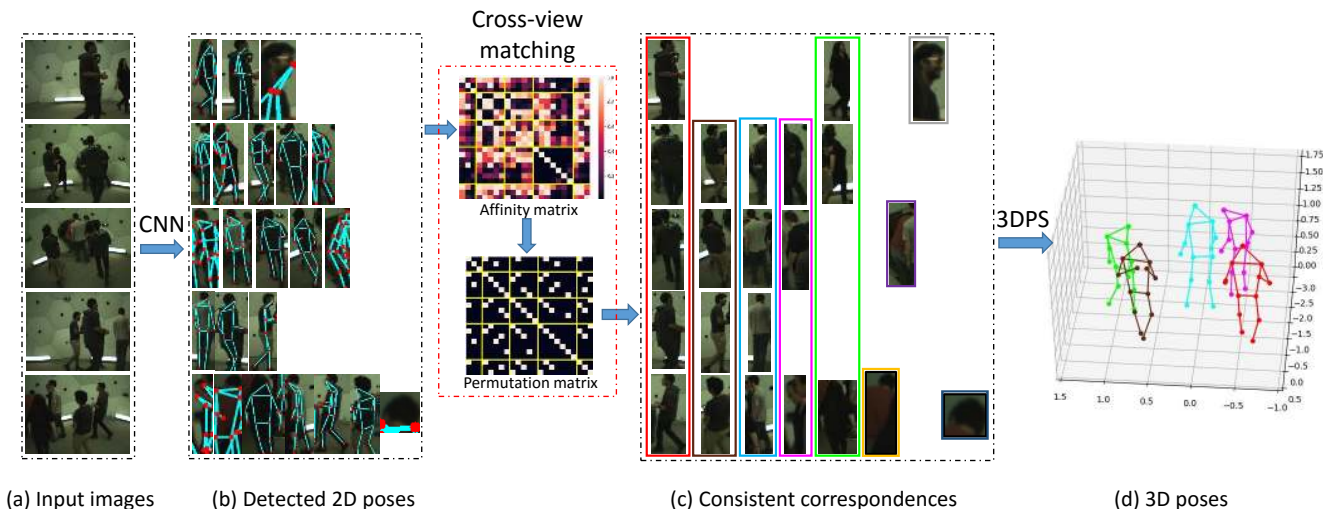 Cross-view
matching
CNN
Affinity matrix
Permutation matrix
3DPS
1.75
1.50
1.25
1.00
0.75
0.50
0.25
0.00
−3.0
−2.5
−2.0
−1.5
−1.0
−0.5
0.0
0.5
1.5
1.0
0.5
0.0
−0.5
−1.0
(a) Input images
(b) Detected 2D poses
(c) Consistent correspondences
(d) 3D poses